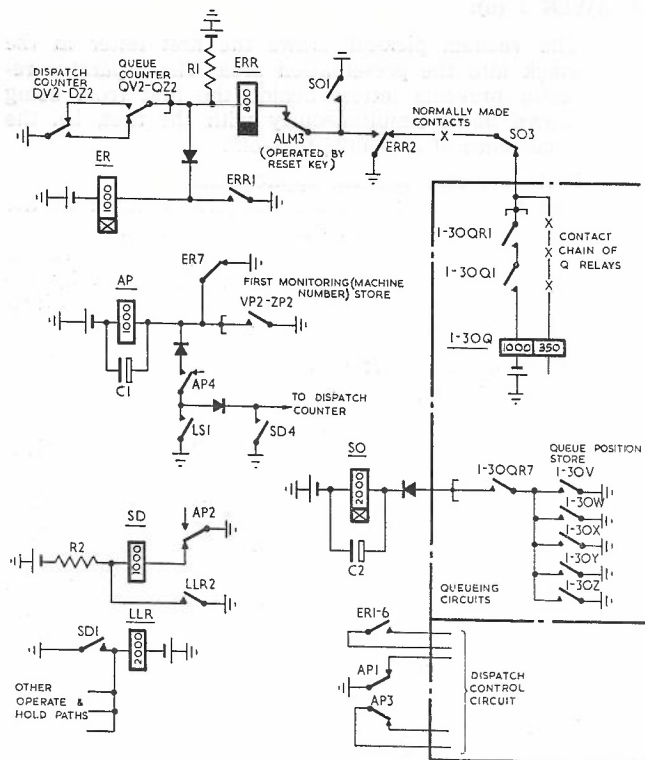 DISPATCH
COUNTER
DV2-DZ2
QUEUE
COUNTER
QV2-QZ2
R1
ERR
800
SO1
ALM3
(OPERATED BY
RESET KEY)
NORMALLY MADE
CONTACTS
ERR2
X
SO3
ER
1000
ERR1
1-30QR1
1-30Q1
X
X
X
CONTACT
CHAIN OF
Q RELAYS
1-30Q
1000
350
ER7
FIRST MONITORING (MACHINE
NUMBER) STORE
AP
1000
C1
VP2-ZP2
AP4
LS1
SD4
TO DISPATCH
COUNTER
SO
2000
C2
1-30QR7
QUEUE POSITION
STORE
1-30V
1-30W
1-30X
1-30Y
1-30Z
QUEUEING
CIRCUITS
R2
SD
1000
AP2
LLR2
LLR
SD1
2000
OTHER
OPERATE &
HOLD PATHS
ER1-6
AP1
AP3
DISPATCH
CONTROL
CIRCUIT